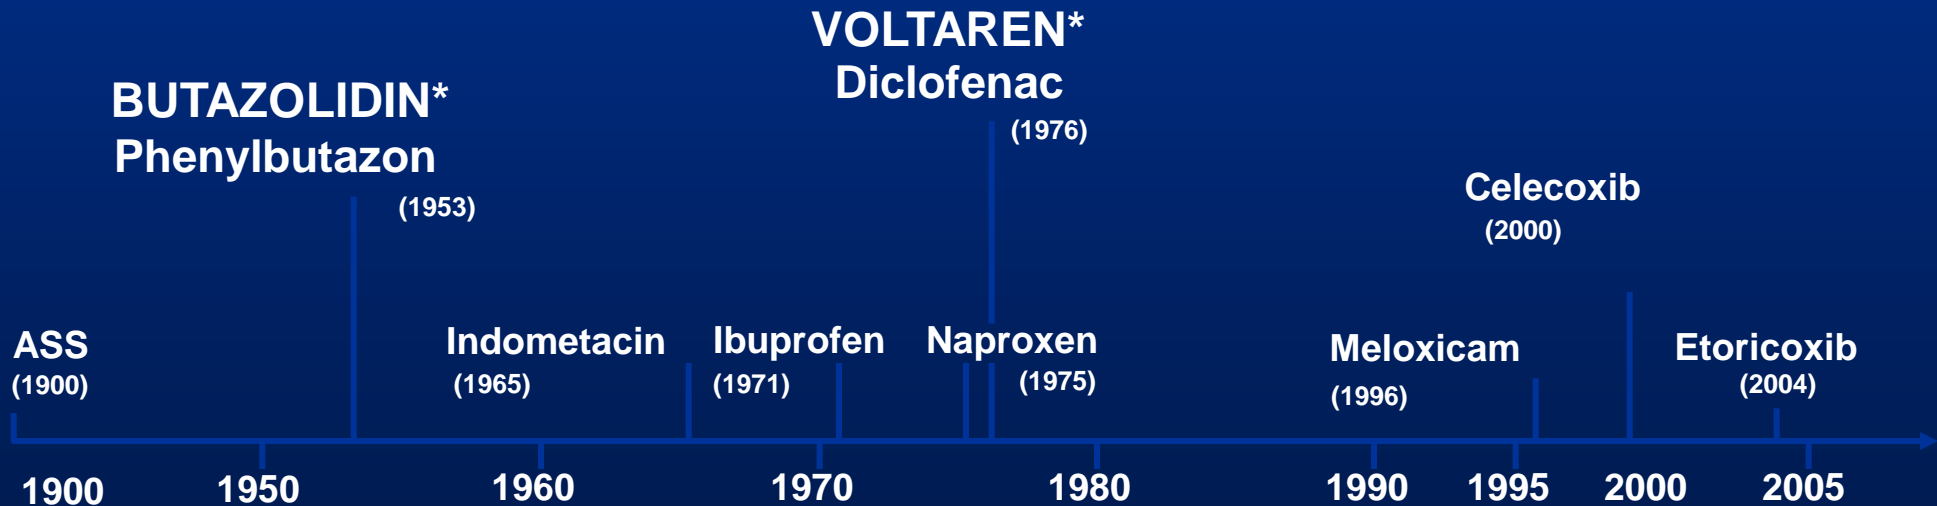 VOLTAREN*
Diclofenac
(1976)
BUTAZOLIDIN*
Phenylbutazon
(1953)
Celecoxib
(2000)
ASS
(1900)
Indometacin
(1965)
Ibuprofen
(1971)
Naproxen
(1975)
Meloxicam
(1996)
Etoricoxib
(2004)
1900 1950 1960 1970 1980 1990 1995 2000 2005